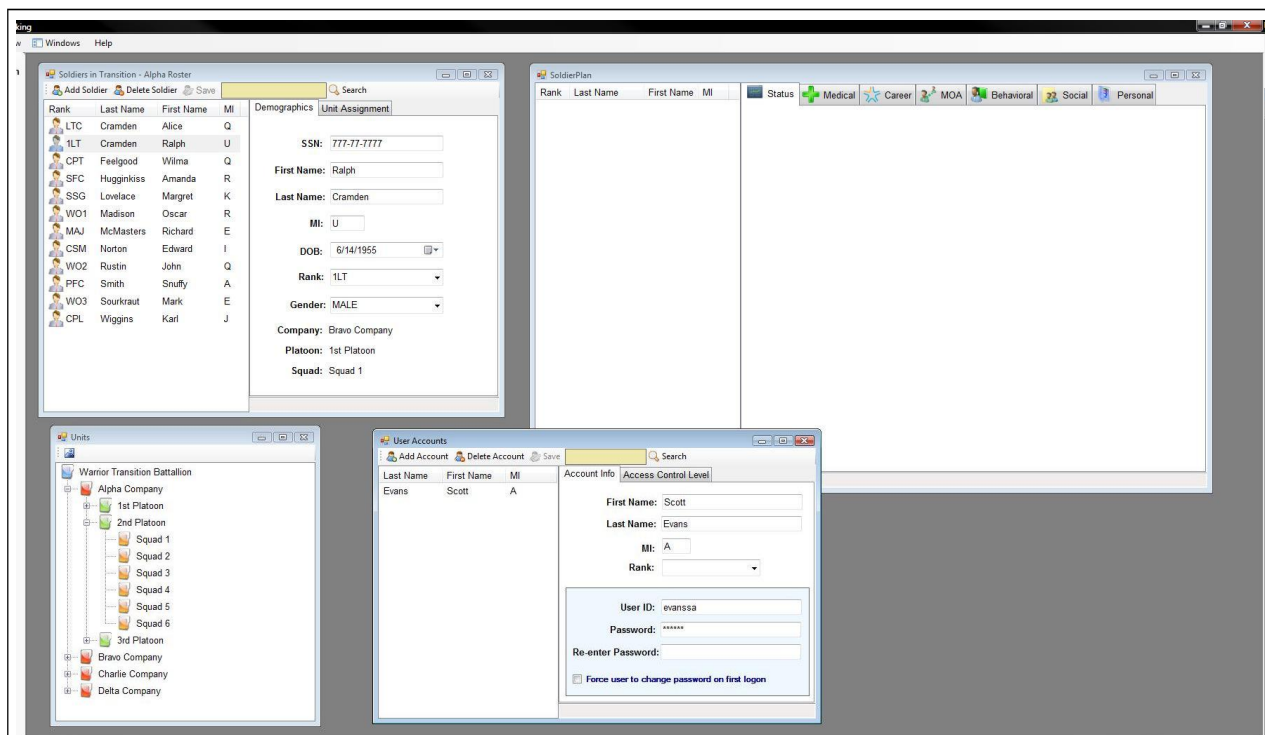 king
w Windows Help
Soldiers in Transition - Alpha Roster
Add Soldier Delete Soldier Save Search
Rank Last Name First Name MI
LTC Cramden Alice Q
1LT Cramden Ralph U
CPT Feelgood Wilma Q
SFC Hugginkiss Amanda R
SSG Lovelace Margret K
WO1 Madison Oscar R
MAJ McMasters Richard E
CSM Norton Edward I
WO2 Rustin John Q
PFC Smith Snuffy A
WO3 Sourkraut Mark E
CPL Wiggins Karl J
Demographics Unit Assignment
SSN: 777-77-7777
First Name: Ralph
Last Name: Cramden
MI: U
DOB: 6/14/1955
Rank: 1LT
Gender: MALE
Company: Bravo Company
Platoon: 1st Platoon
Squad: Squad 1
SoldierPlan
Rank Last Name First Name MI
Status Medical Career MOA Behavioral Social Personal
Units
Warrior Transition Battallion
Alpha Company
1st Platoon
2nd Platoon
Squad 1
Squad 2
Squad 3
Squad 4
Squad 5
Squad 6
3rd Platoon
Bravo Company
Charlie Company
Delta Company
User Accounts
Add Account Delete Account Save Search
Last Name First Name MI
Evans Scott A
Account Info Access Control Level
First Name: Scott
Last Name: Evans
MI: A
Rank:
User ID: evanssa
Password: ******
Re-enter Password:
Force user to change password on first logon